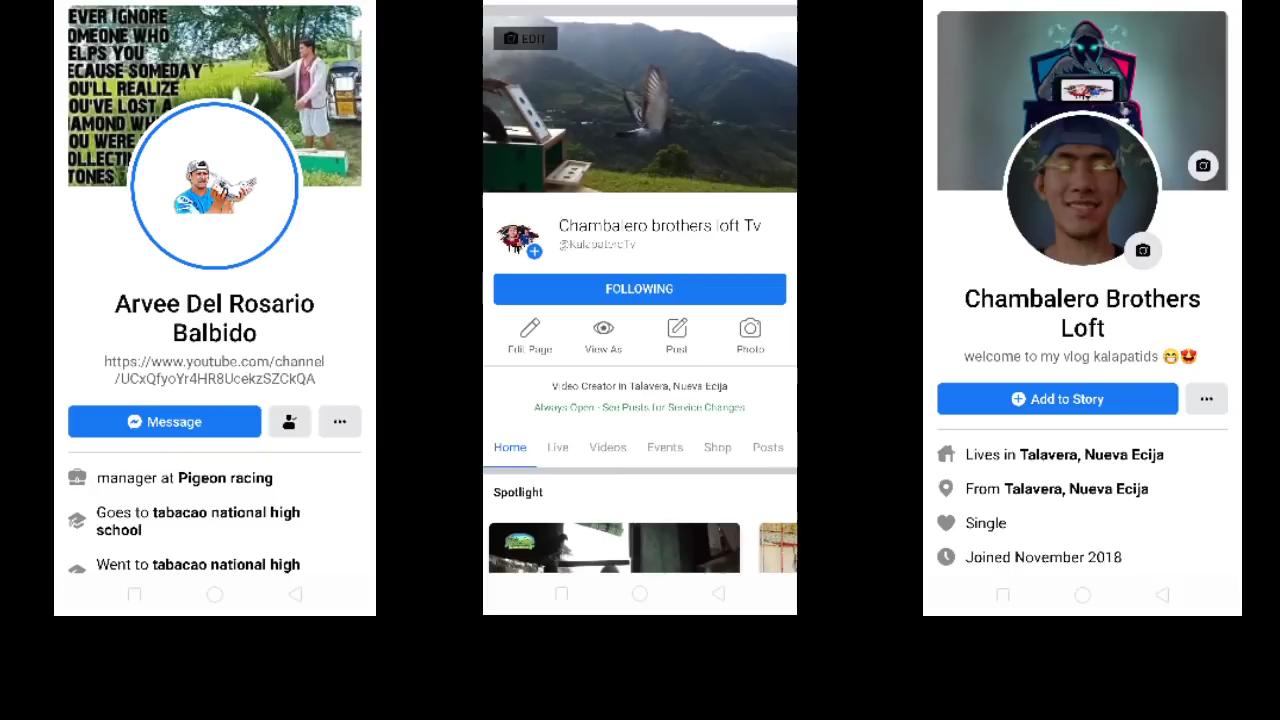 EVER IGNORE
OMEONE WHO
ELPS YOU
ECAUSE SOMEDAY
OU'LL REALIZE
OU'VE LOST A
AMOND WH
OU WERE
OLLECTIN
TONES
Arvee Del Rosario
Balbido
https://www.youtube.com/channel
/UCxQfyoYr4HR8UcekzSZCkQA
Message
manager at Pigeon racing
Goes to tabacao national high
school
Went to tabacao national high
EDIT
Chambalero brothers loft Tv
@kalapateroTv
FOLLOWING
Edit Page
View As
Post
Photo
Video Creator in Talavera, Nueva Ecija
Always Open · See Posts for Service Changes
Home Live Videos Events Shop Posts
Spotlight
Chambalero Brothers
Loft
welcome to my vlog kalapatids 😁🤩
Add to Story
Lives in Talavera, Nueva Ecija
From Talavera, Nueva Ecija
Single
Joined November 2018